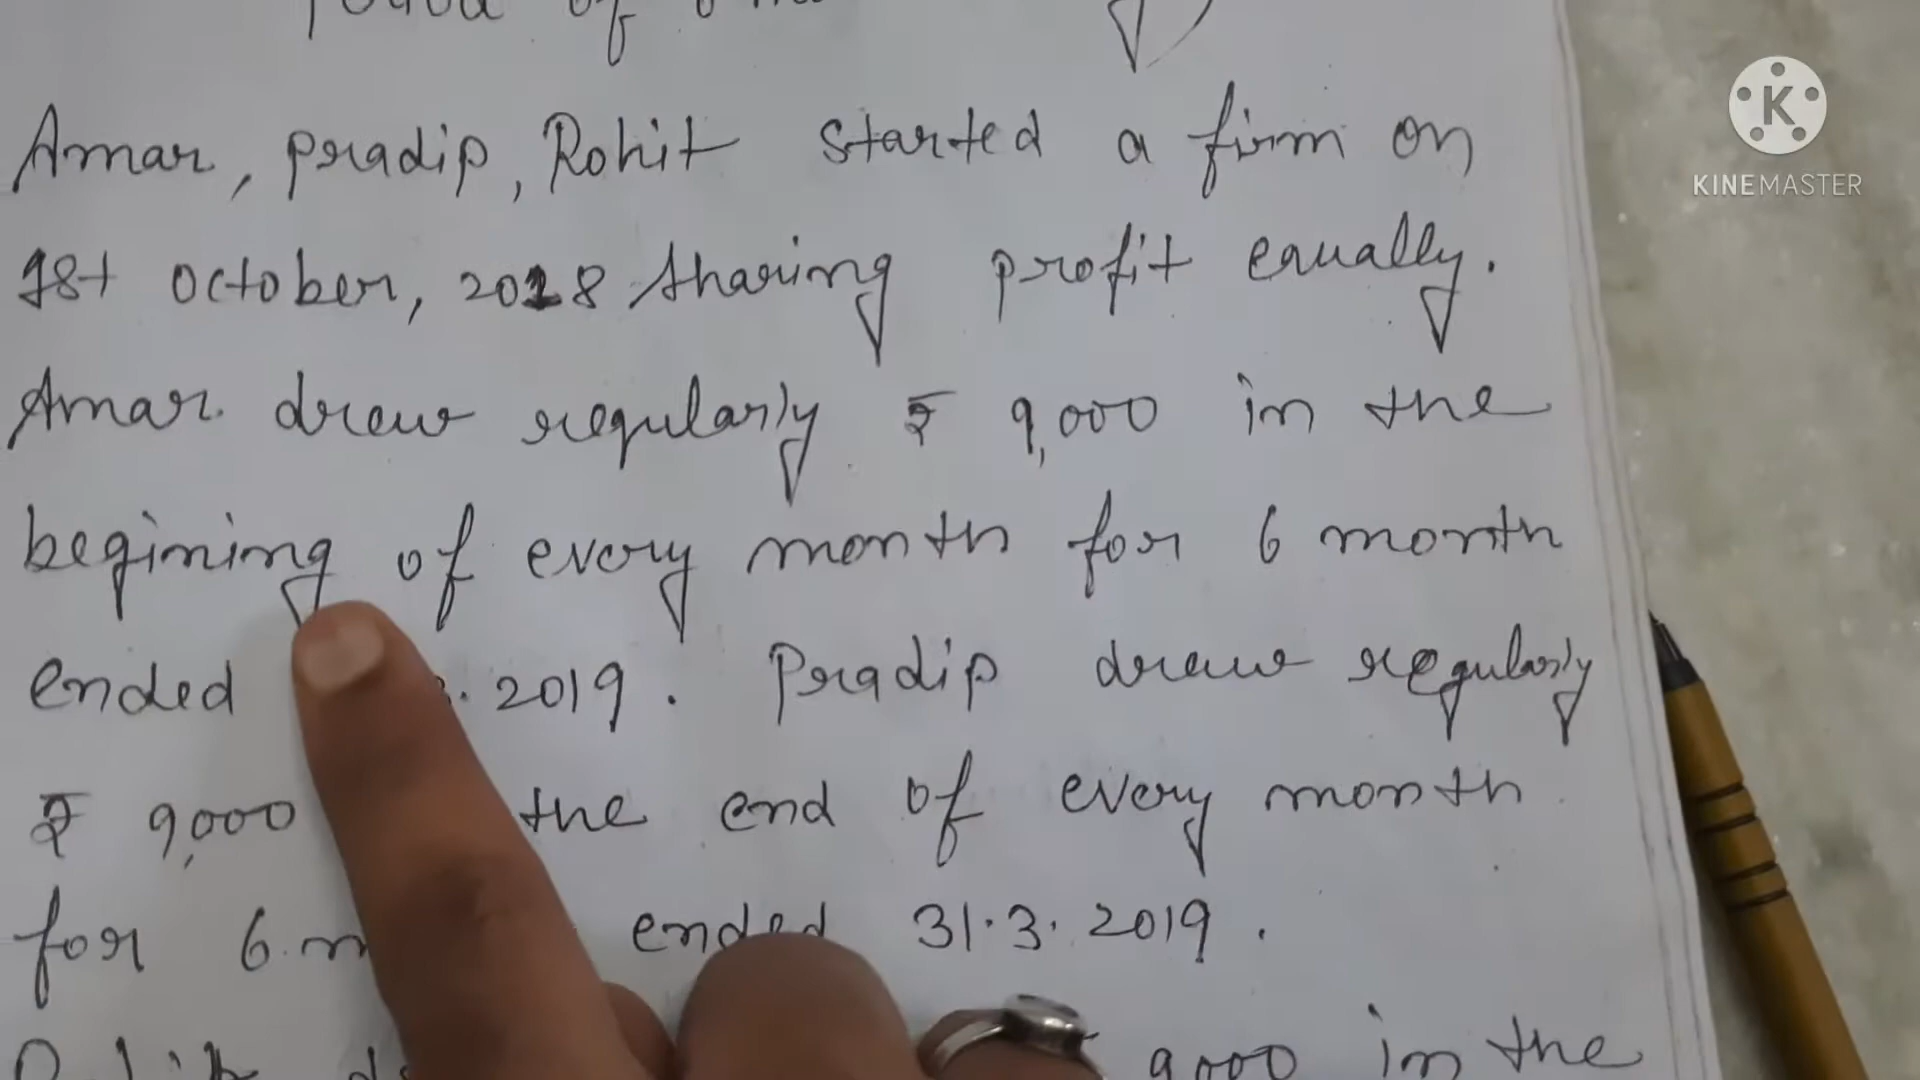 of
Amar, pradip, Rohit started a firm on
1st October, 2018 sharing profit equally.
Amar drew regularly ₹ 9,000 in the
begining of every month for 6 month
ended 2019. Pradip drew regularly
₹ 9,000 the end of every month
for 6 ended 31.3.2019.
9000 in the
KINEMASTER